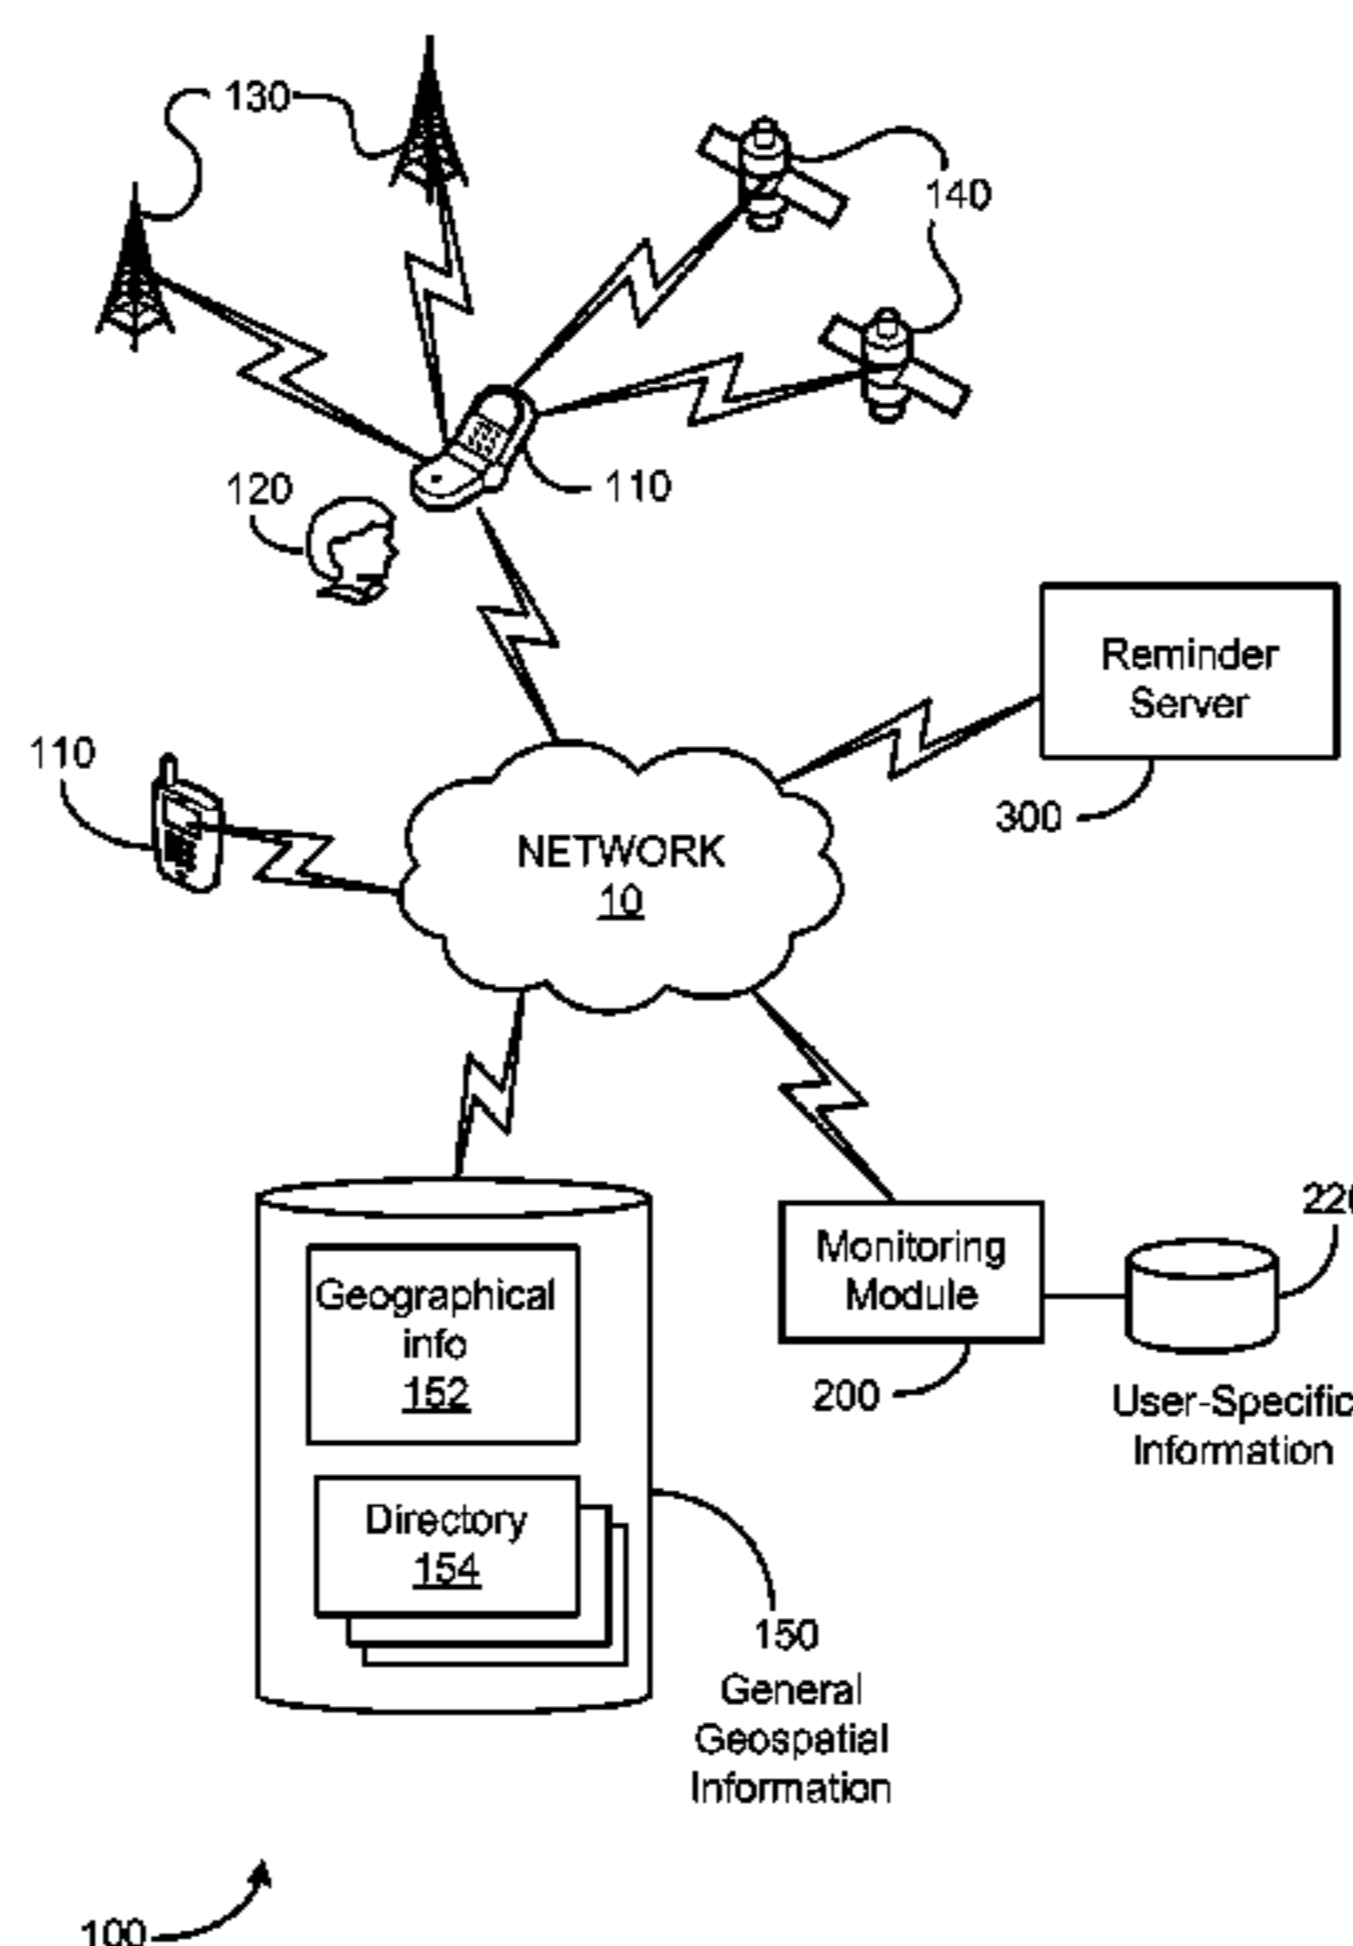 130
140
110
120
Reminder
Server
300
110
NETWORK
10
220
Monitoring
Module
200
User-Specific
Information
Geographical
info
152
Directory
154
150
General
Geospatial
Information
100